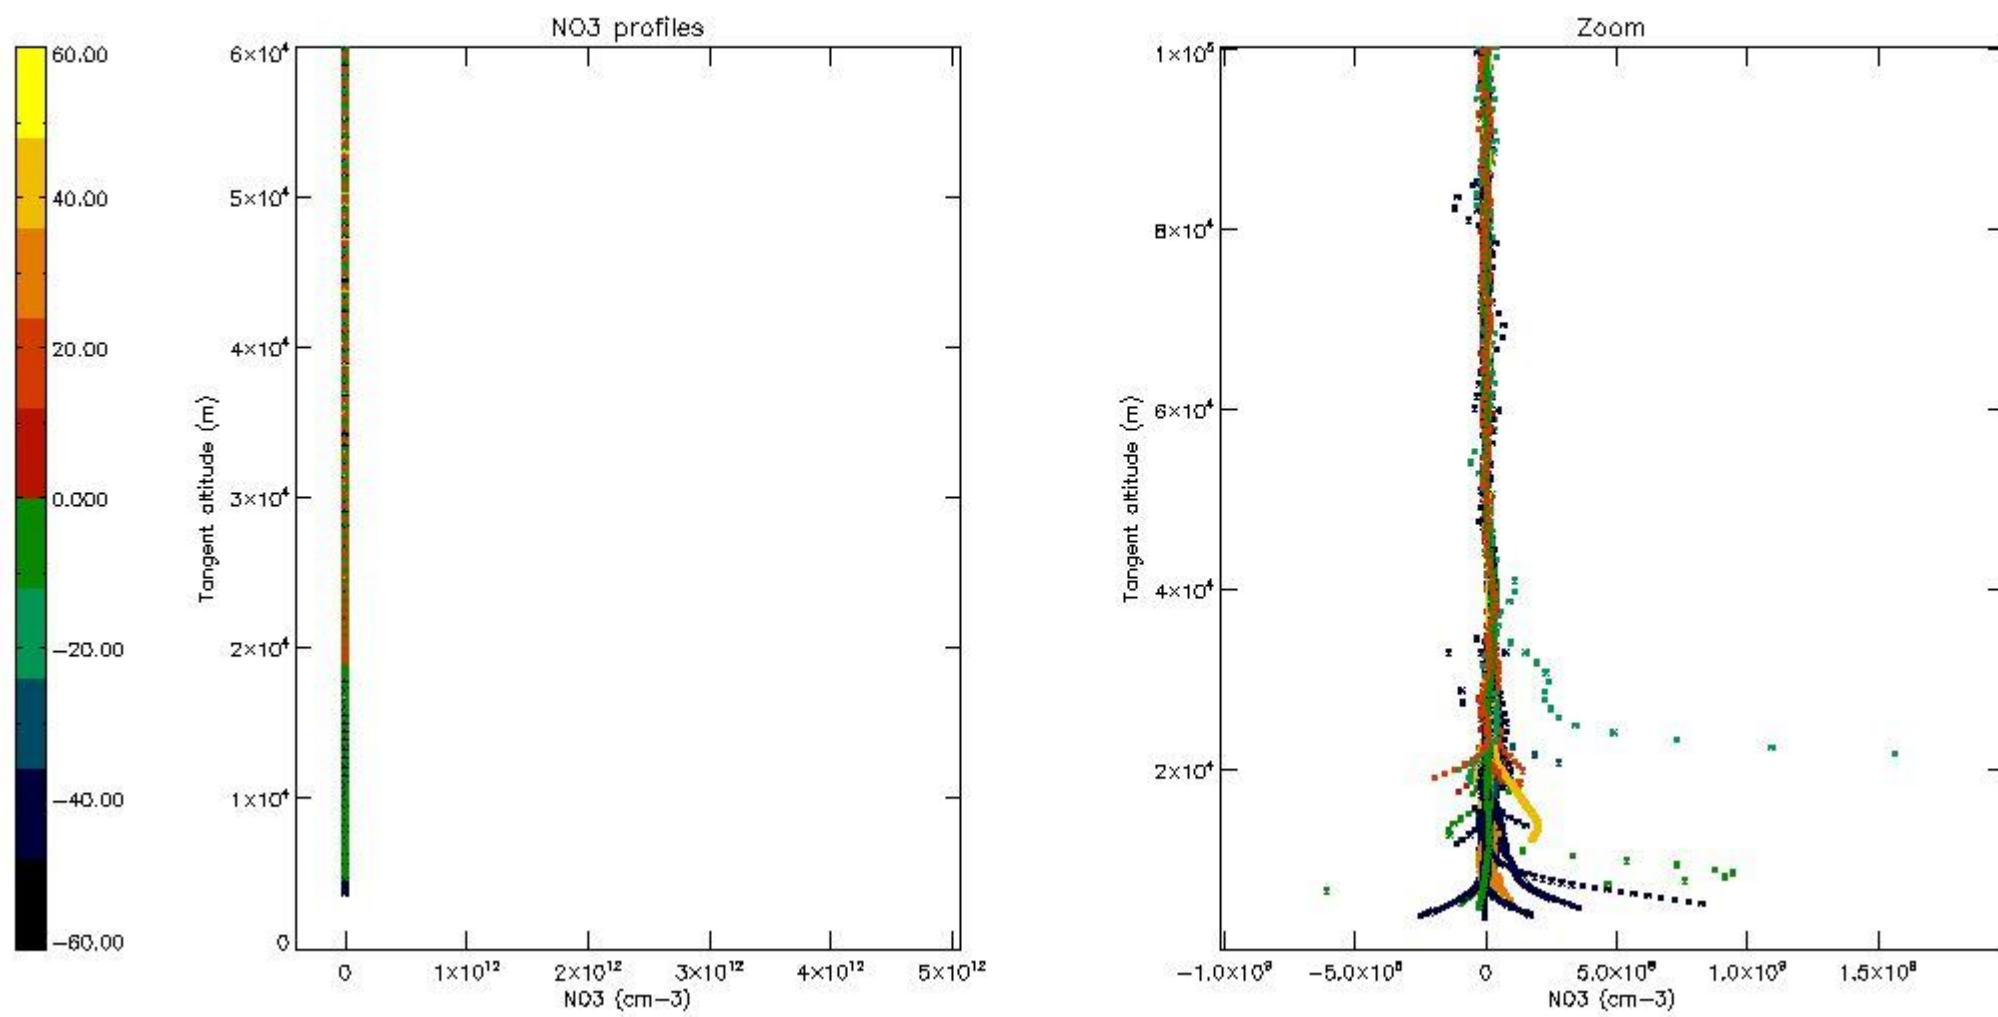 NO3 profiles
60.00
40.00
20.00
0.000
−20.00
−40.00
−60.00
Tangent altitude (m)
6×10⁴
5×10⁴
4×10⁴
3×10⁴
2×10⁴
1×10⁴
0
0 1×10¹² 2×10¹² 3×10¹² 4×10¹² 5×10¹²
NO3 (cm−3)
Zoom
Tangent altitude (m)
1×10⁵
8×10⁴
6×10⁴
4×10⁴
2×10⁴
−1.0×10⁹ −5.0×10⁸ 0 5.0×10⁸ 1.0×10⁹ 1.5×10⁹
NO3 (cm−3)